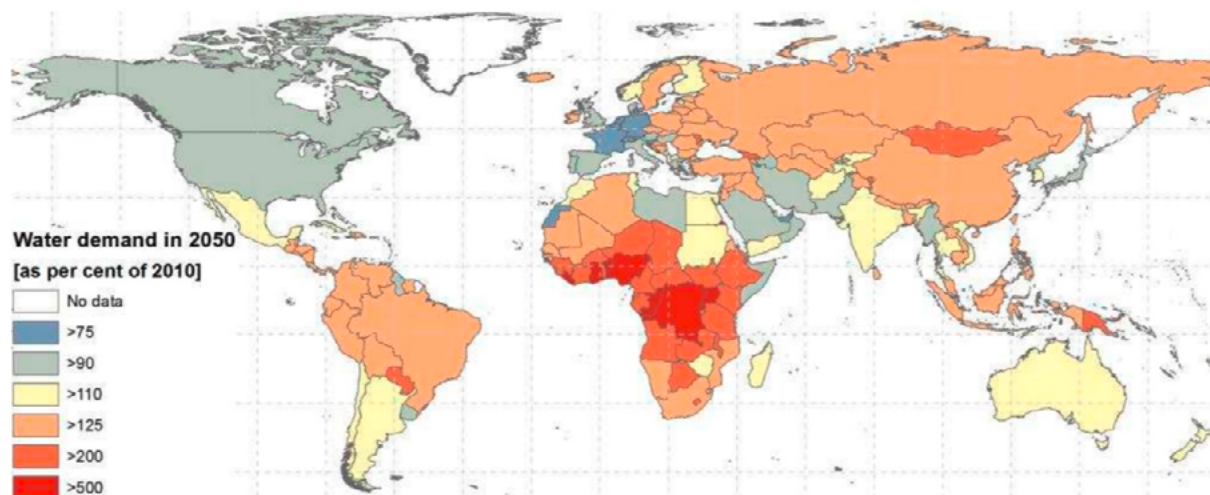 Water demand in 2050
[as per cent of 2010]
No data
>75
>90
>110
>125
>200
>500